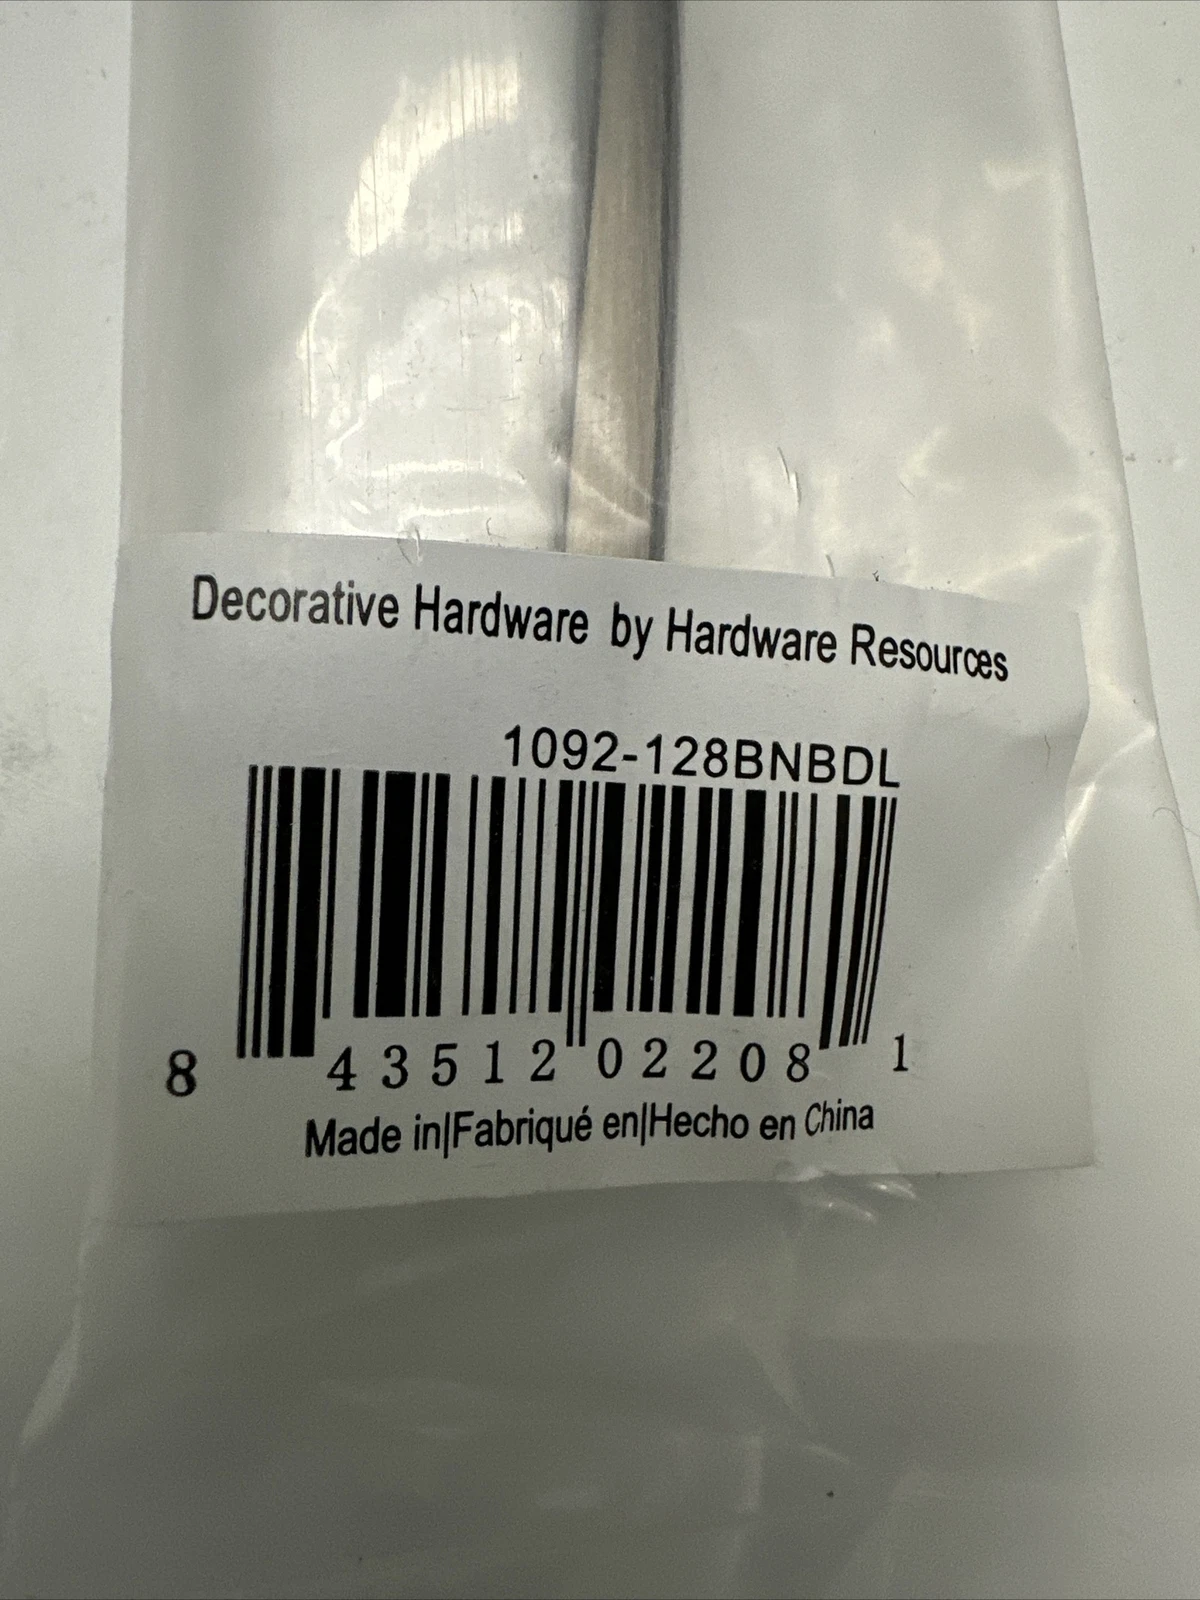 Decorative Hardware by Hardware Resources
1092-128BNBDL
8 43512 02208 1
Made in|Fabriqué en|Hecho en China